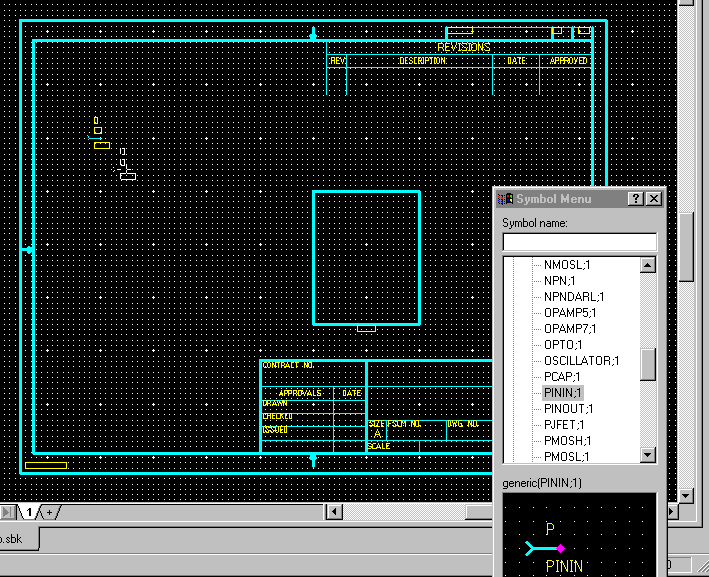 REVISIONS
REV DESCRIPTION DATE APPROVED
Symbol Menu
Symbol name:
NMOSL;1
NPN;1
NPNDARL;1
OPAMP5;1
OPAMP7;1
OPTO;1
OSCILLATOR;1
PCAP;1
PININ;1
PINOUT;1
PJFET;1
PMOSH;1
PMOSL;1
CONTRACT NO.
APPROVALS DATE
DRAWN
CHECKED
ISSUED
SIZE FSCM NO. DWG. NO.
A
SCALE
generic(PININ;1)
P
PININ
1 +
o.sbk
0